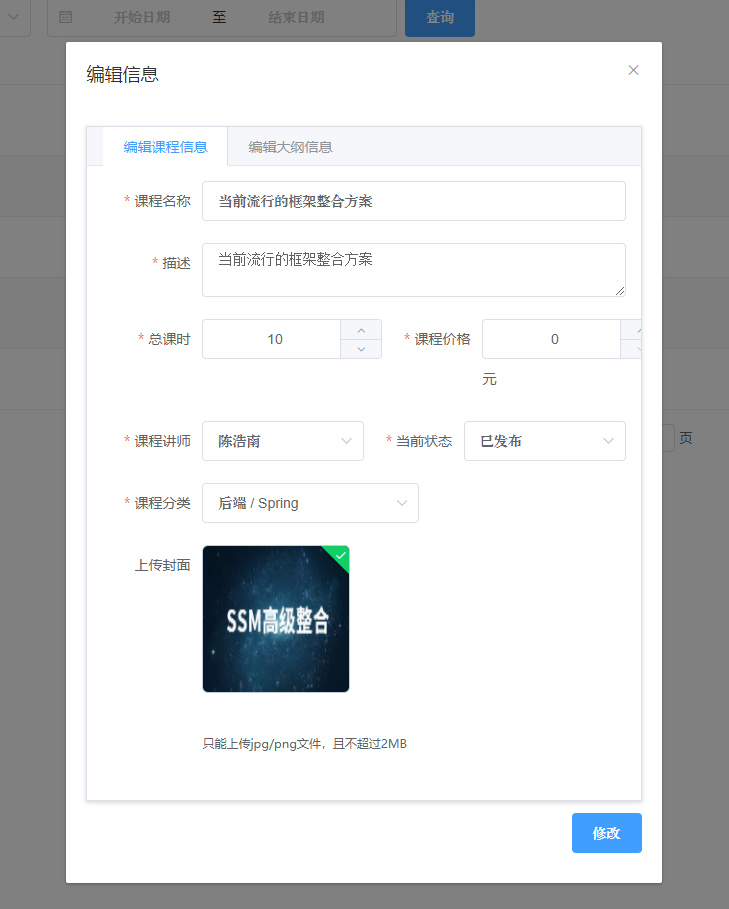 开始日期 至 结束日期 查询
编辑信息
编辑课程信息 编辑大纲信息
* 课程名称 当前流行的框架整合方案
* 描述 当前流行的框架整合方案
* 总课时 10 * 课程价格 0
元
* 课程讲师 陈浩南 * 当前状态 已发布
页
* 课程分类 后端 / Spring
上传封面
SSM高级整合
只能上传jpg/png文件，且不超过2MB
修改